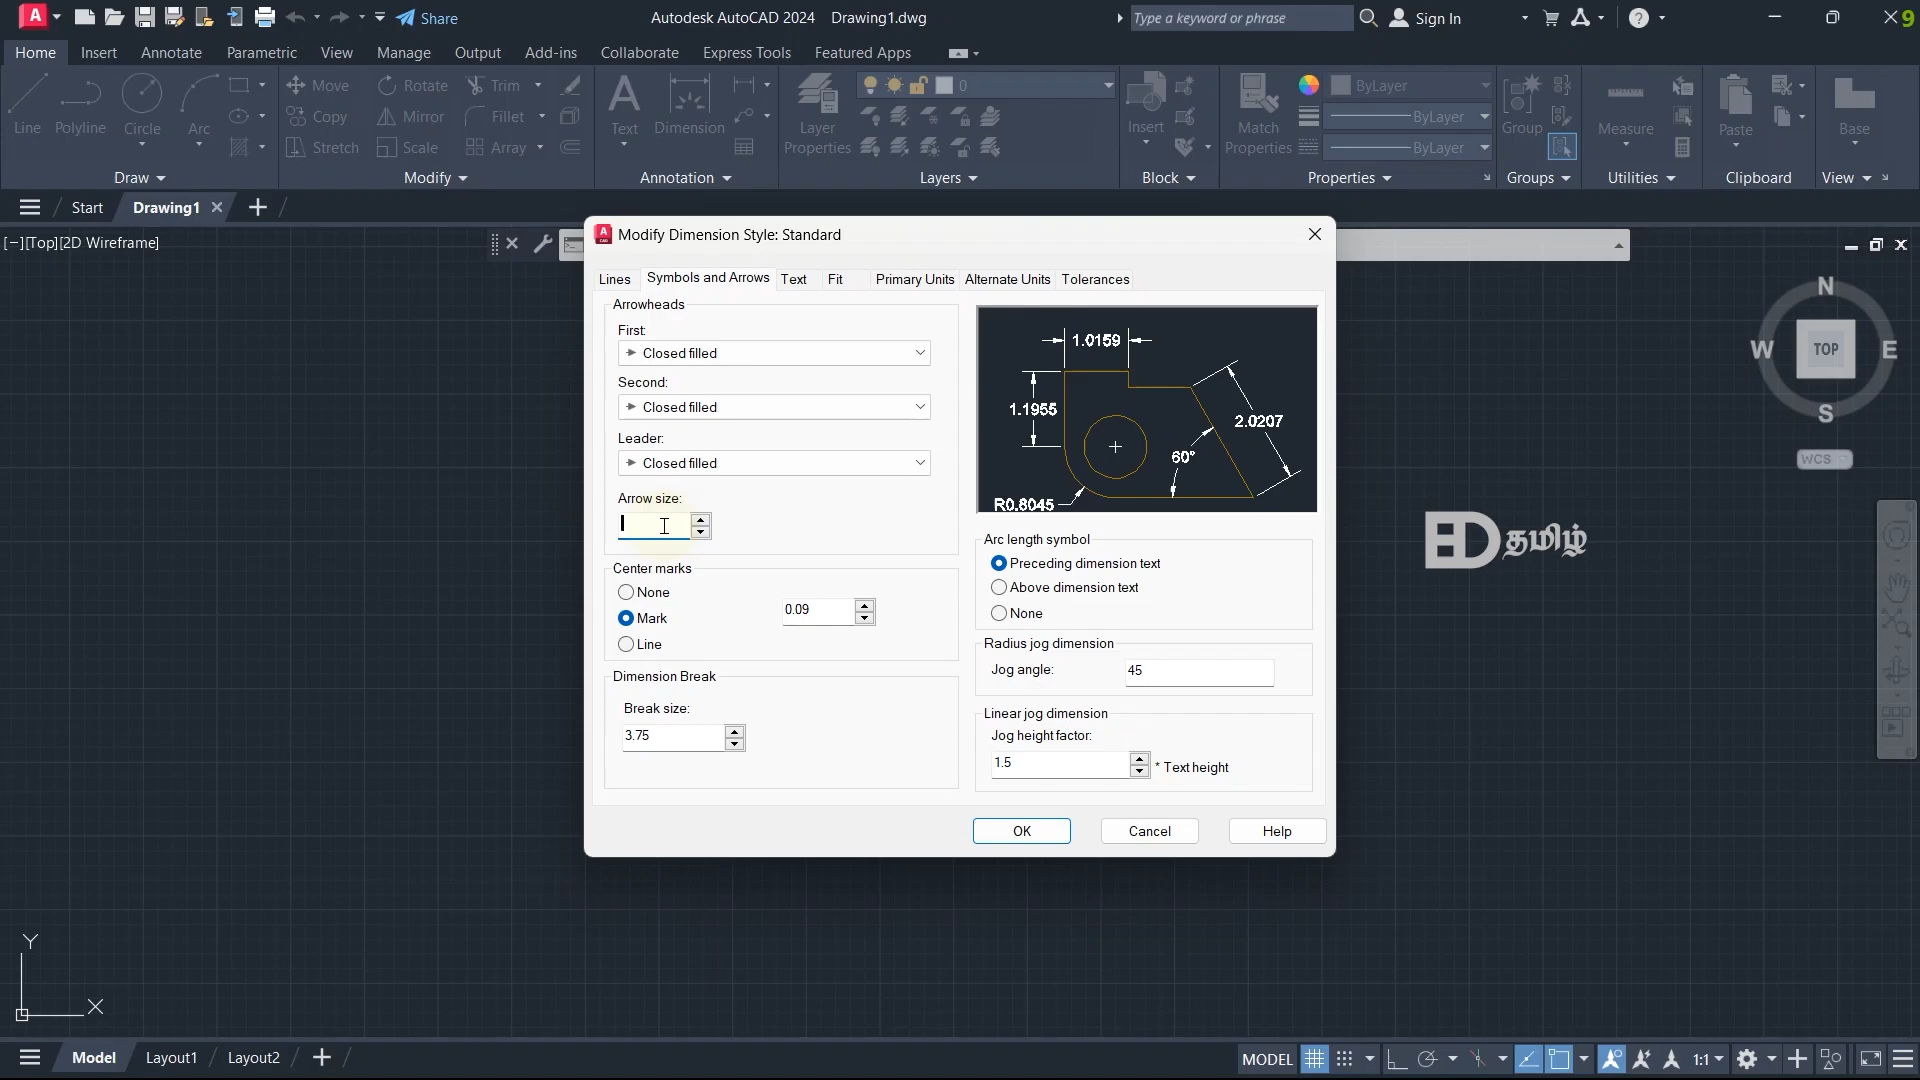 Share
Autodesk AutoCAD 2024 Drawing1.dwg
Type a keyword or phrase
Sign In
9
Home Insert Annotate Parametric View Manage Output Add-ins Collaborate Express Tools Featured Apps
Line
Polyline
Circle
Arc
Draw
Move
Rotate
Trim
Copy
Mirror
Fillet
Stretch
Scale
Array
Modify
Text
Dimension
Annotation
Layer
Properties
0
Layers
Insert
Block
Match
Properties
ByLayer
ByLayer
ByLayer
Properties
Group
Groups
Measure
Utilities
Paste
Clipboard
Base
View
Start Drawing1
[−][Top][2D Wireframe]
Modify Dimension Style: Standard
Lines Symbols and Arrows Text Fit Primary Units Alternate Units Tolerances
Arrowheads
First:
Closed filled
Second:
Closed filled
Leader:
Closed filled
Arrow size:
Center marks
None
Mark
Line
0.09
Dimension Break
Break size:
3.75
1.0159
1.1955
2.0207
60°
R0.8045
Arc length symbol
Preceding dimension text
Above dimension text
None
Radius jog dimension
Jog angle:
45
Linear jog dimension
Jog height factor:
1.5
* Text height
OK
Cancel
Help
N
W
TOP
E
S
WCS
ED தமிழ்
Y
X
Model Layout1 Layout2
MODEL
1:1